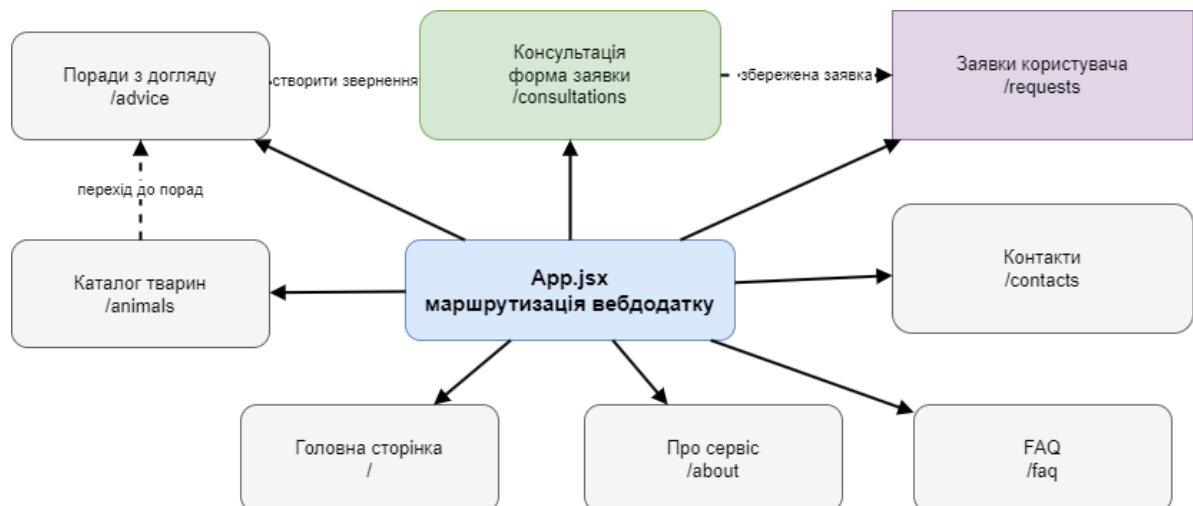 Поради з догляду
/advice
створити звернення
Консультація
форма заявки
/consultations
збережена заявка
Заявки користувача
/requests
перехід до порад
Каталог тварин
/animals
App.jsx
маршрутизація вебдодатку
Контакти
/contacts
Головна сторінка
/
Про сервіс
/about
FAQ
/faq